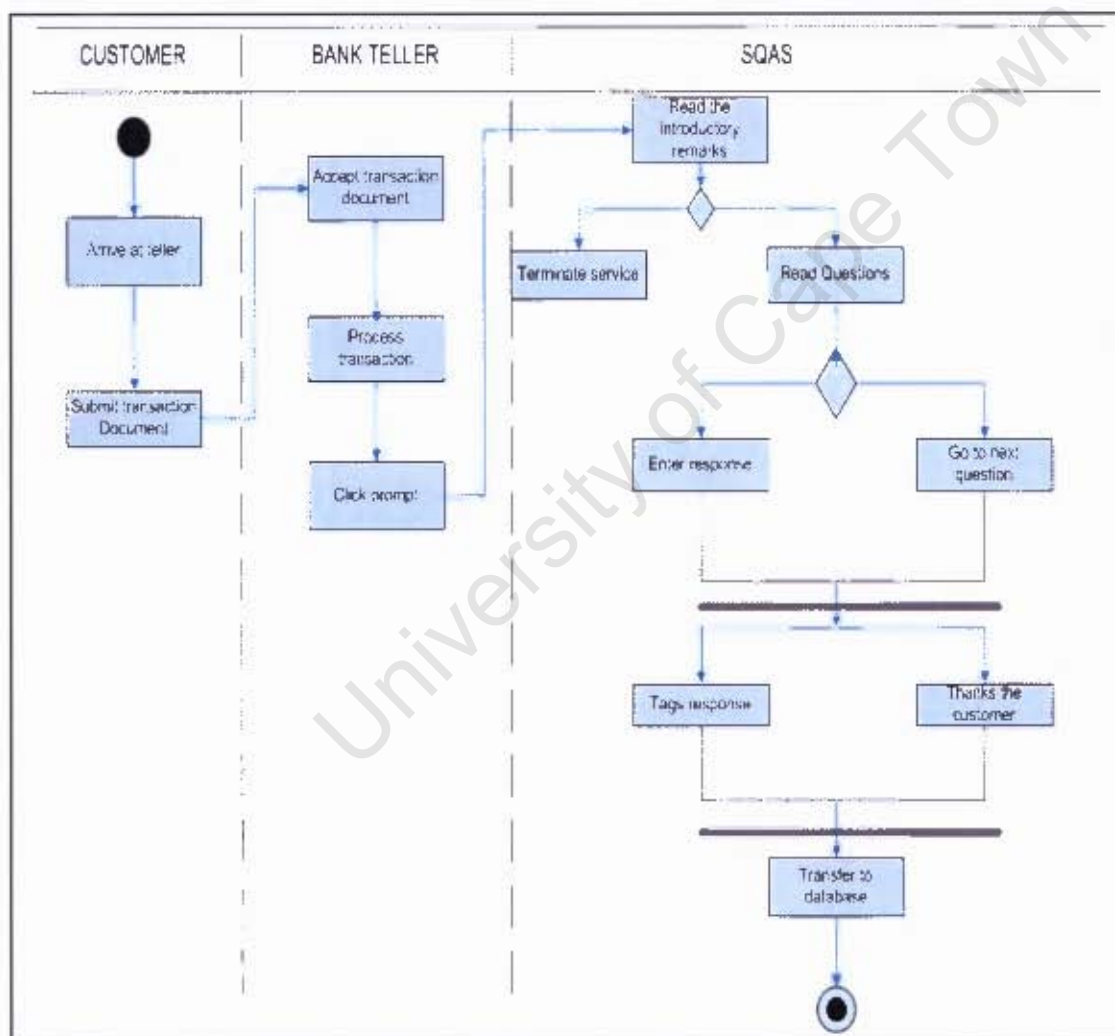 CUSTOMER
BANK TELLER
SQAS
Arrive at teller
Submit transaction
Document
Accept transaction
document
Process
transaction
Click prompt
Read the
introductory
remarks
Terminate service
Read Questions
Enter response
Go to next
question
Tags response
Thanks the
customer
Transfer to
database
University of Cape Town